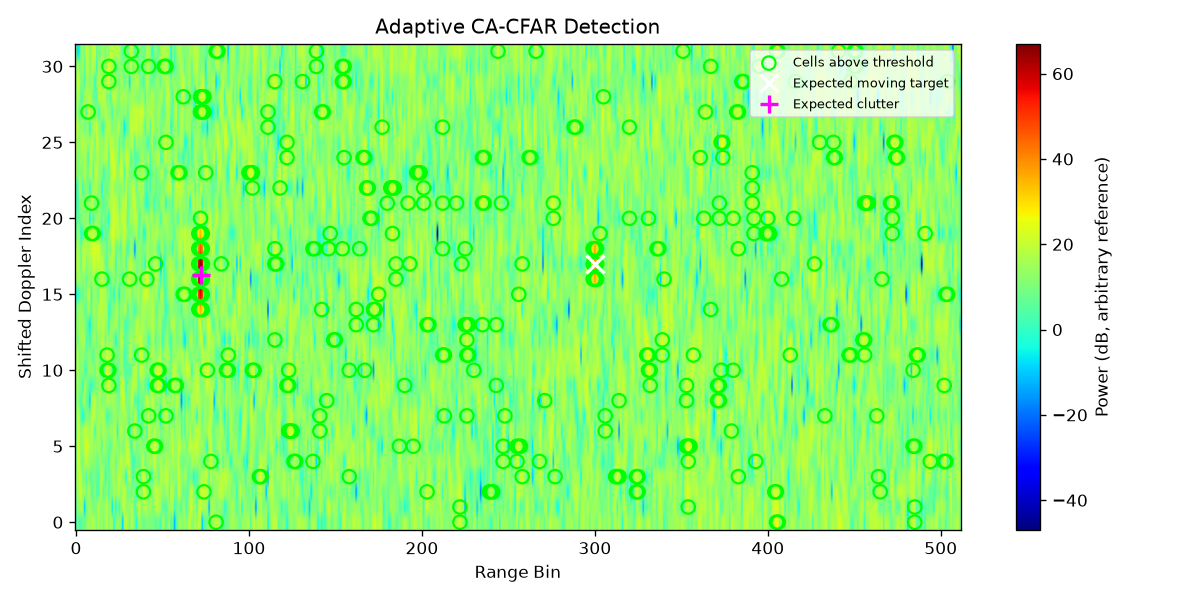 Adaptive CA-CFAR Detection
Cells above threshold
Expected moving target
Expected clutter
Shifted Doppler Index
30
25
20
15
10
5
0
0 100 200 300 400 500
Range Bin
60
40
20
0
−20
−40
Power (dB, arbitrary reference)